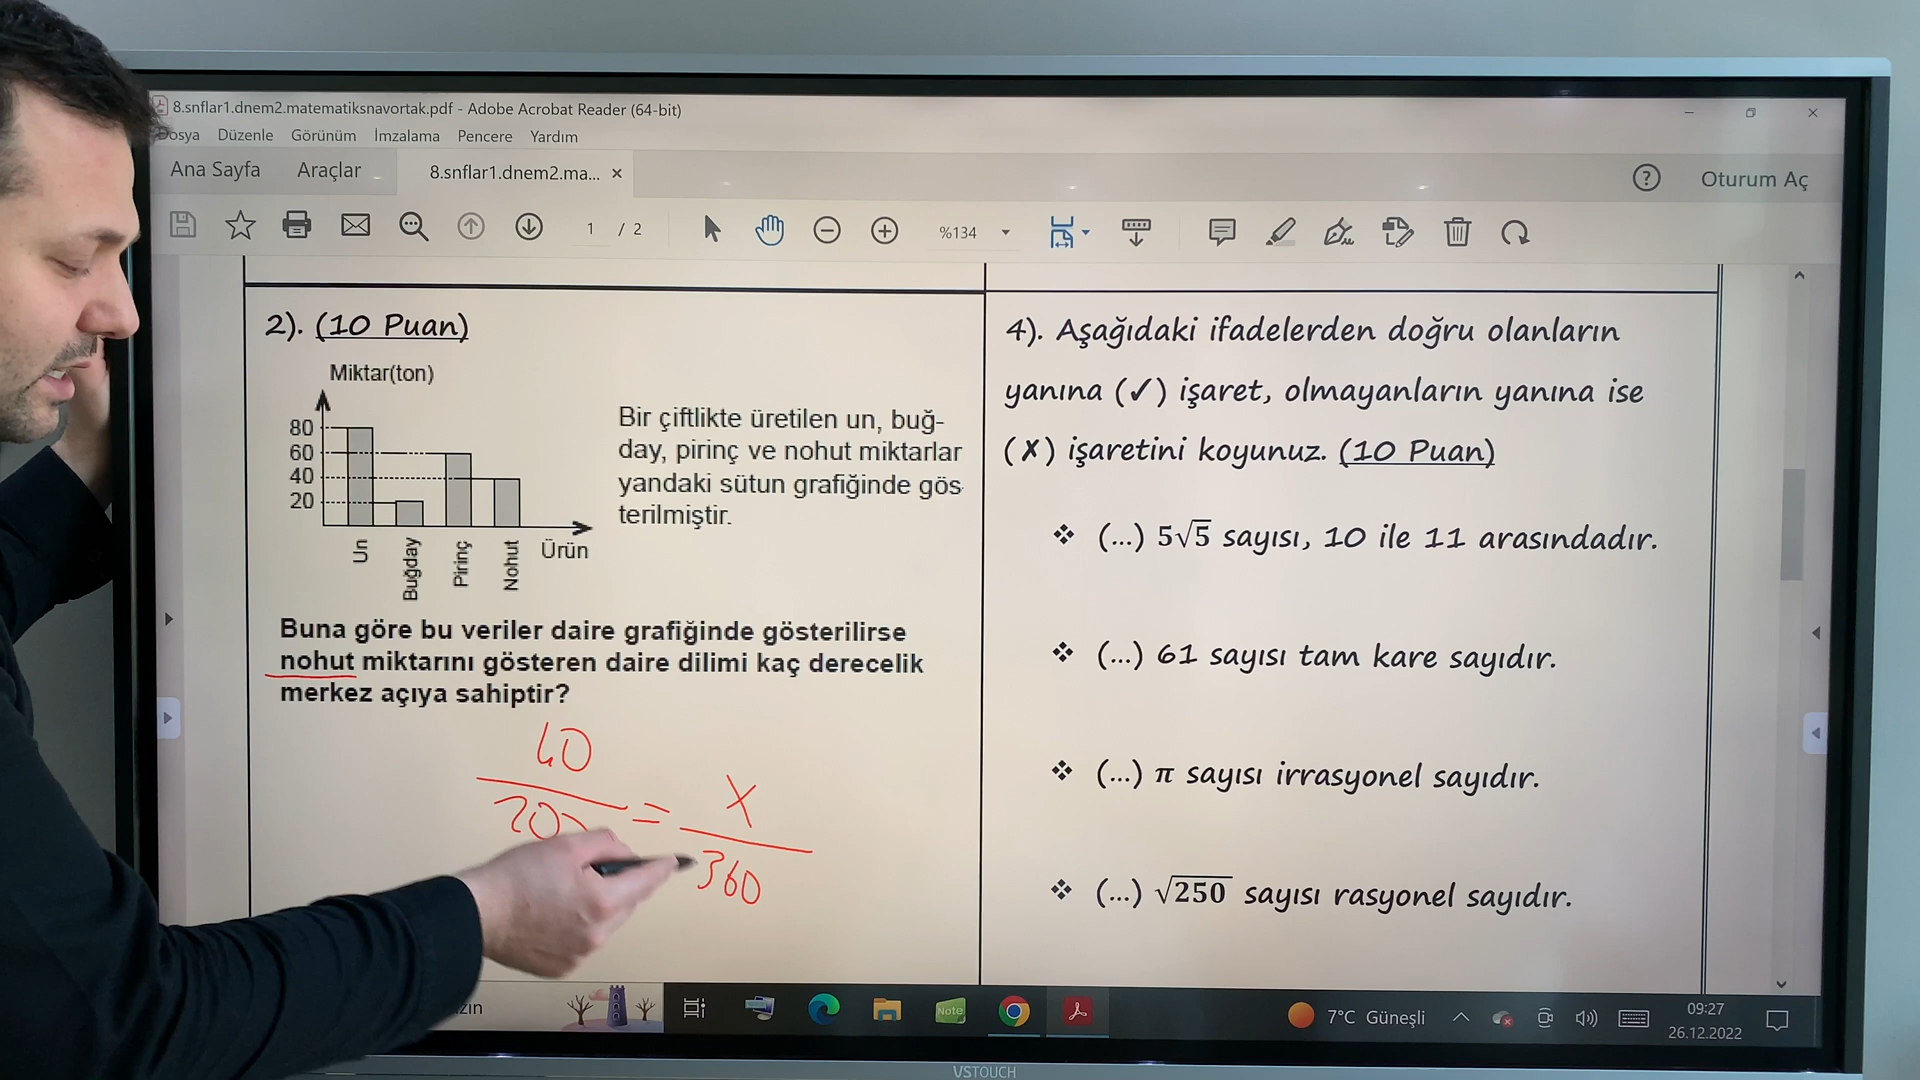 8.snflar1.dnem2.matematiksnavortak.pdf - Adobe Acrobat Reader (64-bit)
Dosya Düzenle Görünüm İmzalama Pencere Yardım
Ana Sayfa Araçlar 8.snflar1.dnem2.ma... Oturum Aç
1 / 2 %134
2). (10 Puan)
Miktar(ton)
80
60
40
20
Un
Buğday
Pirinç
Nohut
Ürün
Bir çiftlikte üretilen un, buğ-
day, pirinç ve nohut miktarlar
yandaki sütun grafiğinde gös
terilmiştir.
Buna göre bu veriler daire grafiğinde gösterilirse
nohut miktarını gösteren daire dilimi kaç derecelik
merkez açıya sahiptir?
40
= x
360
4). Aşağıdaki ifadelerden doğru olanların
yanına (✓) işaret, olmayanların yanına ise
(✗) işaretini koyunuz. (10 Puan)
❖ (...) 5√5 sayısı, 10 ile 11 arasındadır.
❖ (...) 61 sayısı tam kare sayıdır.
❖ (...) π sayısı irrasyonel sayıdır.
❖ (...) √250 sayısı rasyonel sayıdır.
Note
7°C Güneşli
09:27
26.12.2022
VSTOUCH